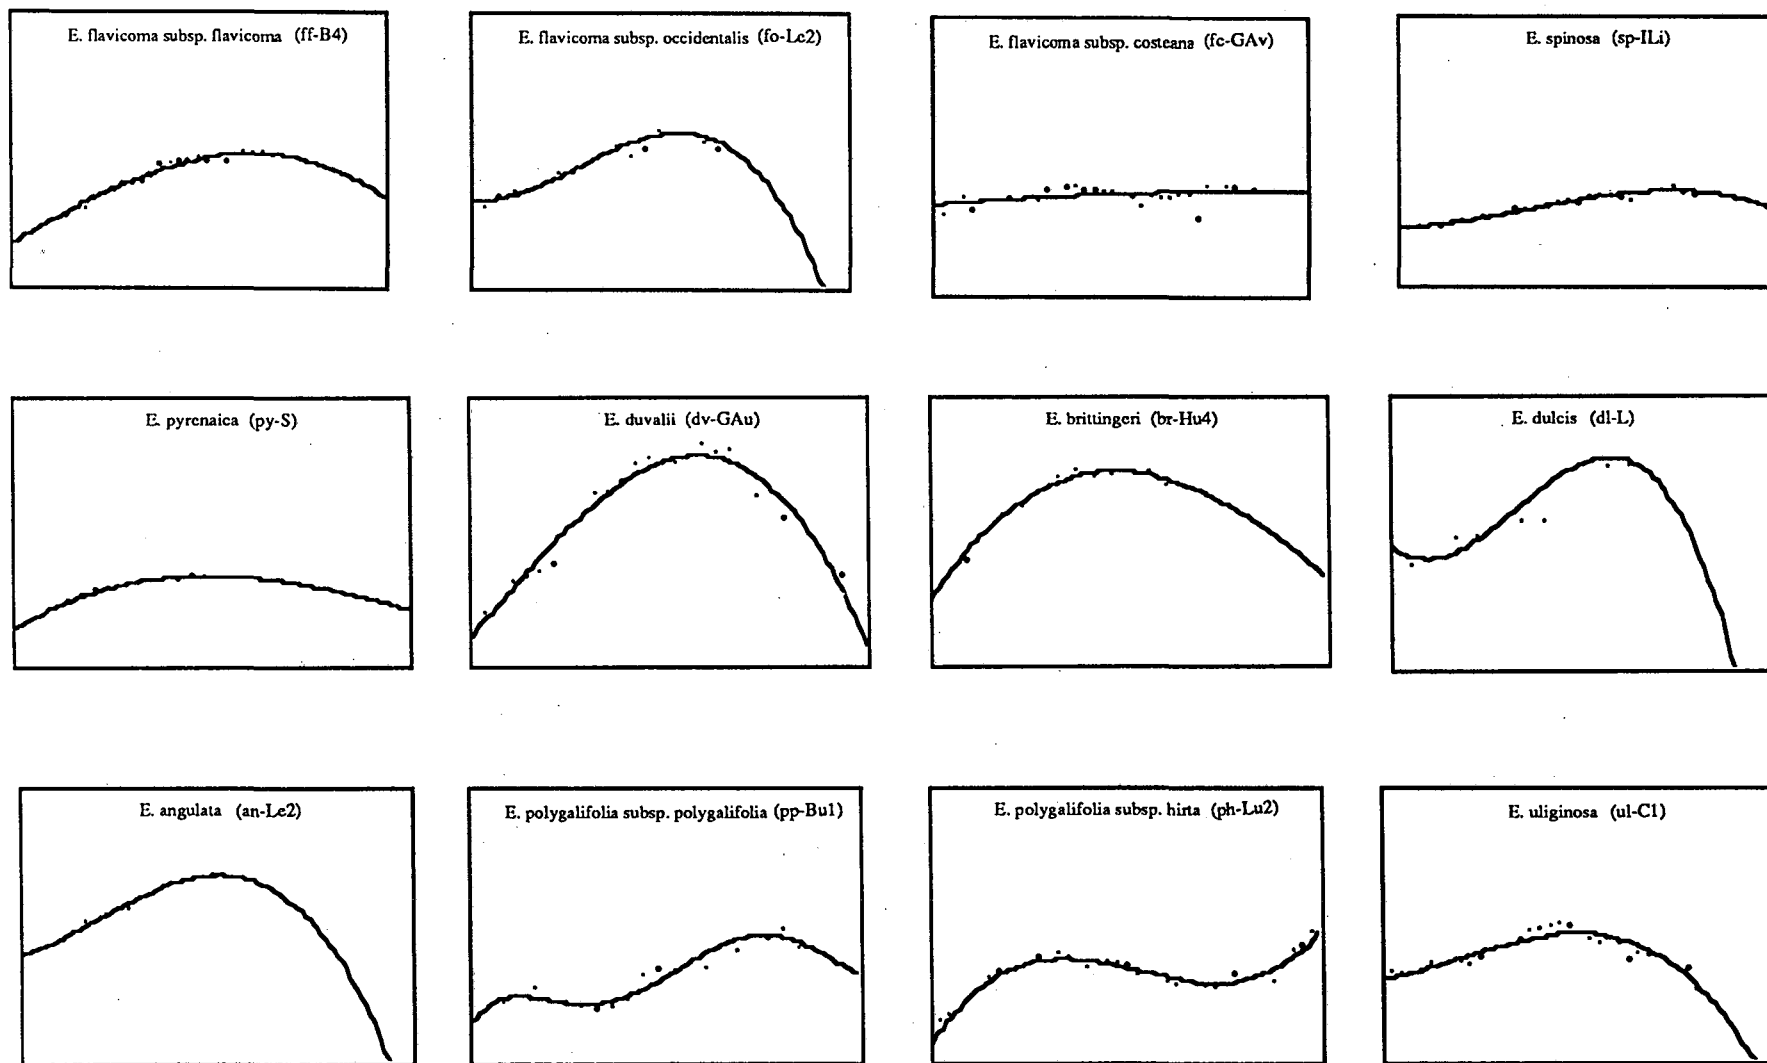 E. flavicoma subsp. flavicoma (ff-B4)
E. flavicoma subsp. occidentalis (fo-Le2)
E. flavicoma subsp. costeana (fc-GAv)
E. spinosa (sp-ILi)
E. pyrenaica (py-S)
E. duvalii (dv-GAu)
E. brittingeri (br-Hu4)
E. dulcis (dl-L)
E. angulata (an-Le2)
E. polygalifolia subsp. polygalifolia (pp-Bu1)
E. polygalifolia subsp. hirta (ph-Lu2)
E. uliginosa (ul-C1)